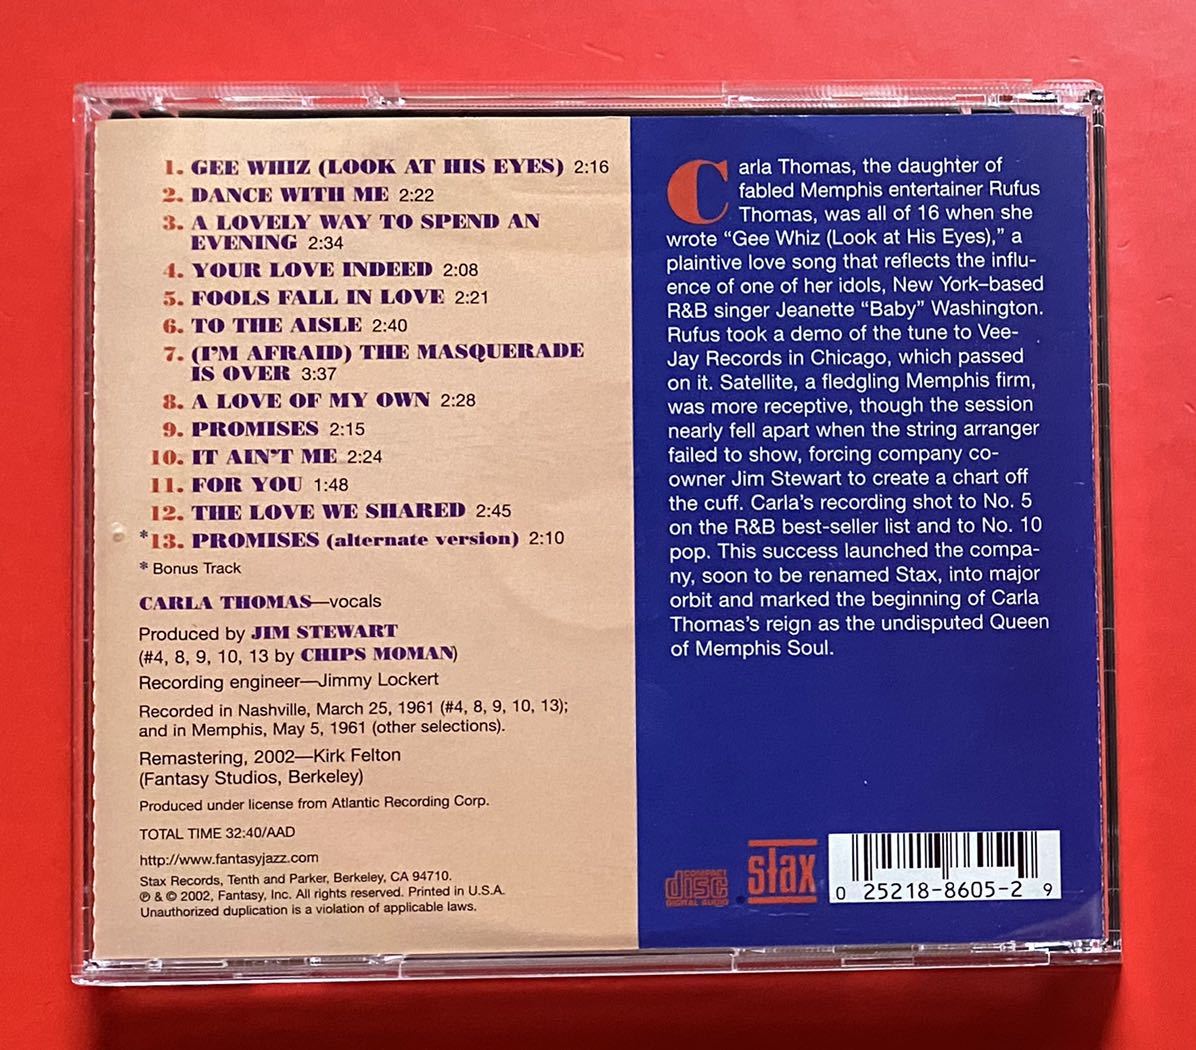 1. GEE WHIZ (LOOK AT HIS EYES) 2:16
2. DANCE WITH ME 2:22
3. A LOVELY WAY TO SPEND AN
EVENING 2:34
4. YOUR LOVE INDEED 2:08
5. FOOLS FALL IN LOVE 2:21
6. TO THE AISLE 2:40
7. (I'M AFRAID) THE MASQUERADE
IS OVER 3:37
8. A LOVE OF MY OWN 2:28
9. PROMISES 2:15
10. IT AIN'T ME 2:24
11. FOR YOU 1:48
12. THE LOVE WE SHARED 2:45
*13. PROMISES (alternate version) 2:10
* Bonus Track
CARLA THOMAS—vocals
Produced by JIM STEWART
(#4, 8, 9, 10, 13 by CHIPS MOMAN)
Recording engineer—Jimmy Lockert
Recorded in Nashville, March 25, 1961 (#4, 8, 9, 10, 13);
and in Memphis, May 5, 1961 (other selections).
Remastering, 2002—Kirk Felton
(Fantasy Studios, Berkeley)
Produced under license from Atlantic Recording Corp.
TOTAL TIME 32:40/AAD
http://www.fantasyjazz.com
Stax Records, Tenth and Parker, Berkeley, CA 94710.
℗ & © 2002, Fantasy, Inc. All rights reserved. Printed in U.S.A.
Unauthorized duplication is a violation of applicable laws.
Carla Thomas, the daughter of
fabled Memphis entertainer Rufus
Thomas, was all of 16 when she
wrote “Gee Whiz (Look at His Eyes),” a
plaintive love song that reflects the influ-
ence of one of her idols, New York–based
R&B singer Jeanette “Baby” Washington.
Rufus took a demo of the tune to Vee-
Jay Records in Chicago, which passed
on it. Satellite, a fledgling Memphis firm,
was more receptive, though the session
nearly fell apart when the string arranger
failed to show, forcing company co-
owner Jim Stewart to create a chart off
the cuff. Carla's recording shot to No. 5
on the R&B best-seller list and to No. 10
pop. This success launched the compa-
ny, soon to be renamed Stax, into major
orbit and marked the beginning of Carla
Thomas's reign as the undisputed Queen
of Memphis Soul.
COMPACT
disc
DIGITAL AUDIO
stax
0 25218-8605-2 9